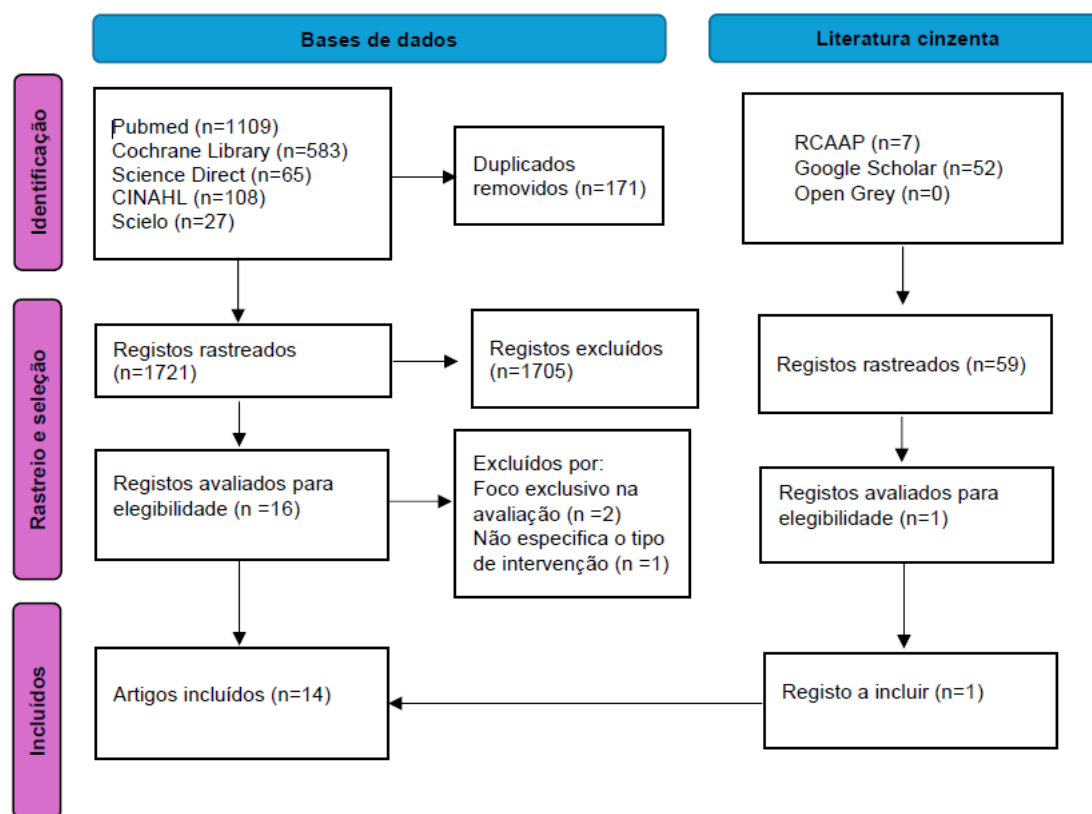 Bases de dados
Literatura cinzenta
Identificação
Pubmed (n=1109)
Cochrane Library (n=583)
Science Direct (n=65)
CINAHL (n=108)
Scielo (n=27)
Duplicados
removidos (n=171)
RCAAP (n=7)
Google Scholar (n=52)
Open Grey (n=0)
Rastreio e seleção
Registos rastreados
(n=1721)
Registos excluídos
(n=1705)
Registos rastreados (n=59)
Registos avaliados para
elegibilidade (n =16)
Excluídos por:
Foco exclusivo na
avaliação (n =2)
Não especifica o tipo
de intervenção (n =1)
Registos avaliados para
elegibilidade (n=1)
Incluídos
Artigos incluídos (n=14)
Registo a incluir (n=1)